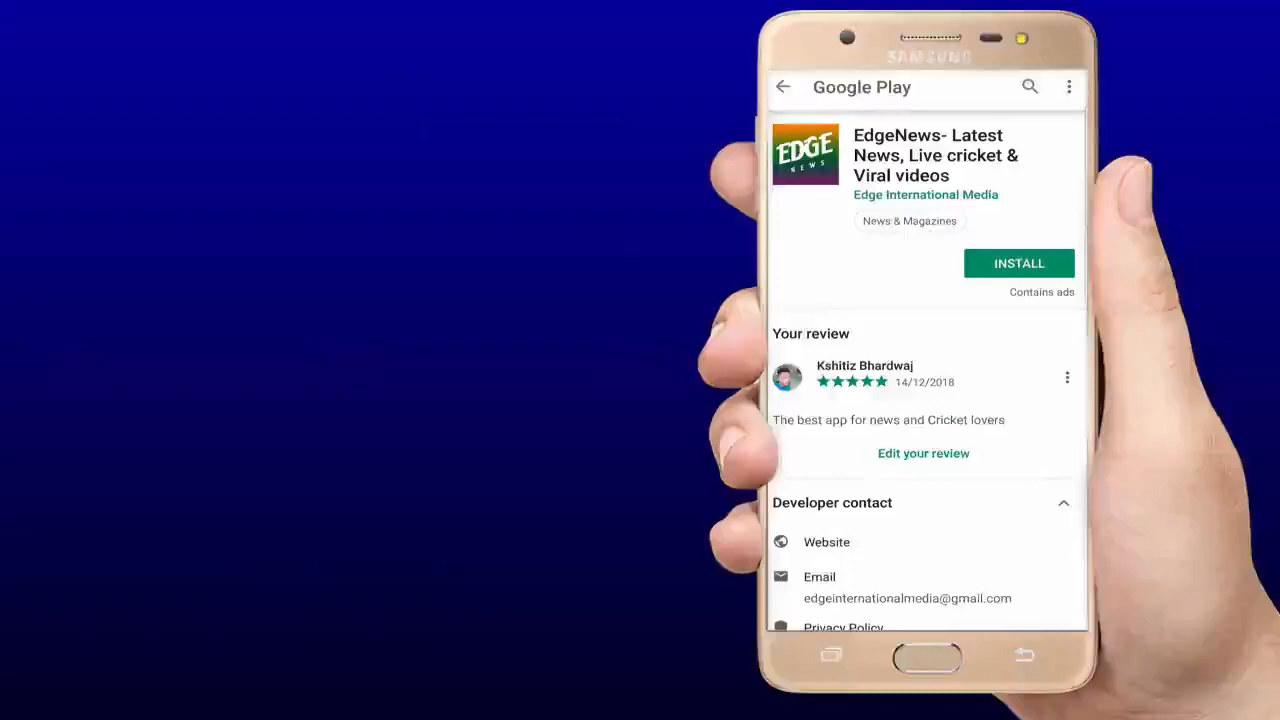 SAMSUNG
Google Play
EDGE
NEWS
EdgeNews- Latest
News, Live cricket &
Viral videos
Edge International Media
News & Magazines
INSTALL
Contains ads
Your review
Kshitiz Bhardwaj
14/12/2018
The best app for news and Cricket lovers
Edit your review
Developer contact
Website
Email
edgeinternationalmedia@gmail.com
Privacy Policy